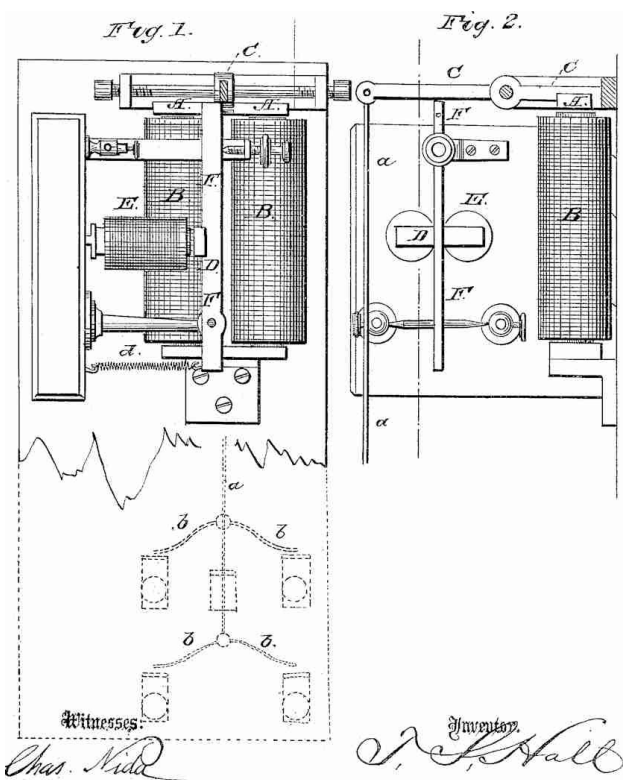 Fig. 1.
Fig. 2.
C.
A. A.
F.
B. B.
E.
D.
F
d.
a
b b
b b.
C C
A.
F
a
E.
D
B
F.
a
Witnesses.
Inventor.
Chas. Nida
T. S. Hall